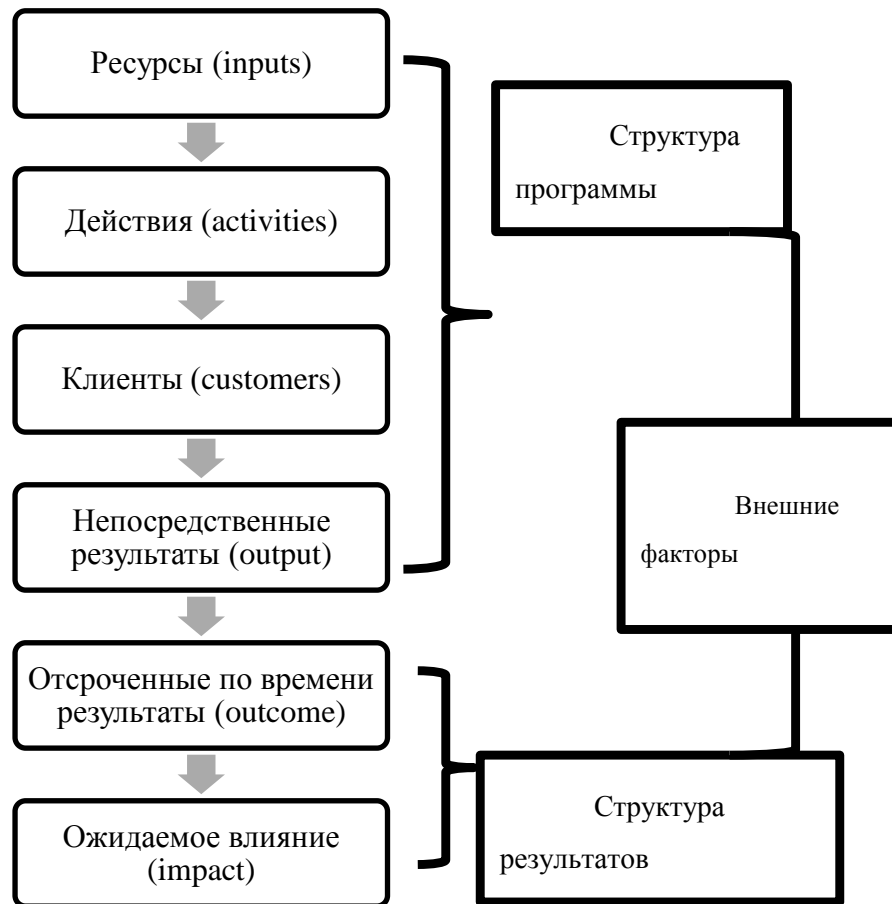 Ресурсы (inputs)
Действия (activities)
Клиенты (customers)
Непосредственные
результаты (output)
Отсроченные по времени
результаты (outcome)
Ожидаемое влияние
(impact)
Структура
программы
Внешние
факторы
Структура
результатов